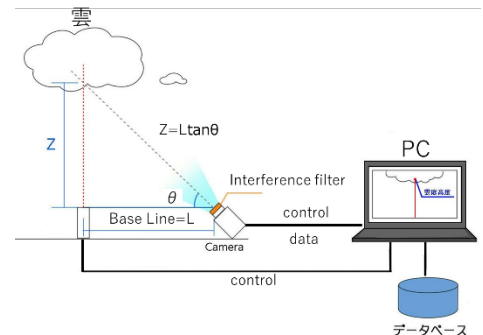 雲
Z=Ltanθ
Z
PC
Interference filter
雲底高度
θ
Base Line=L
control
Camera
data
control
データベース